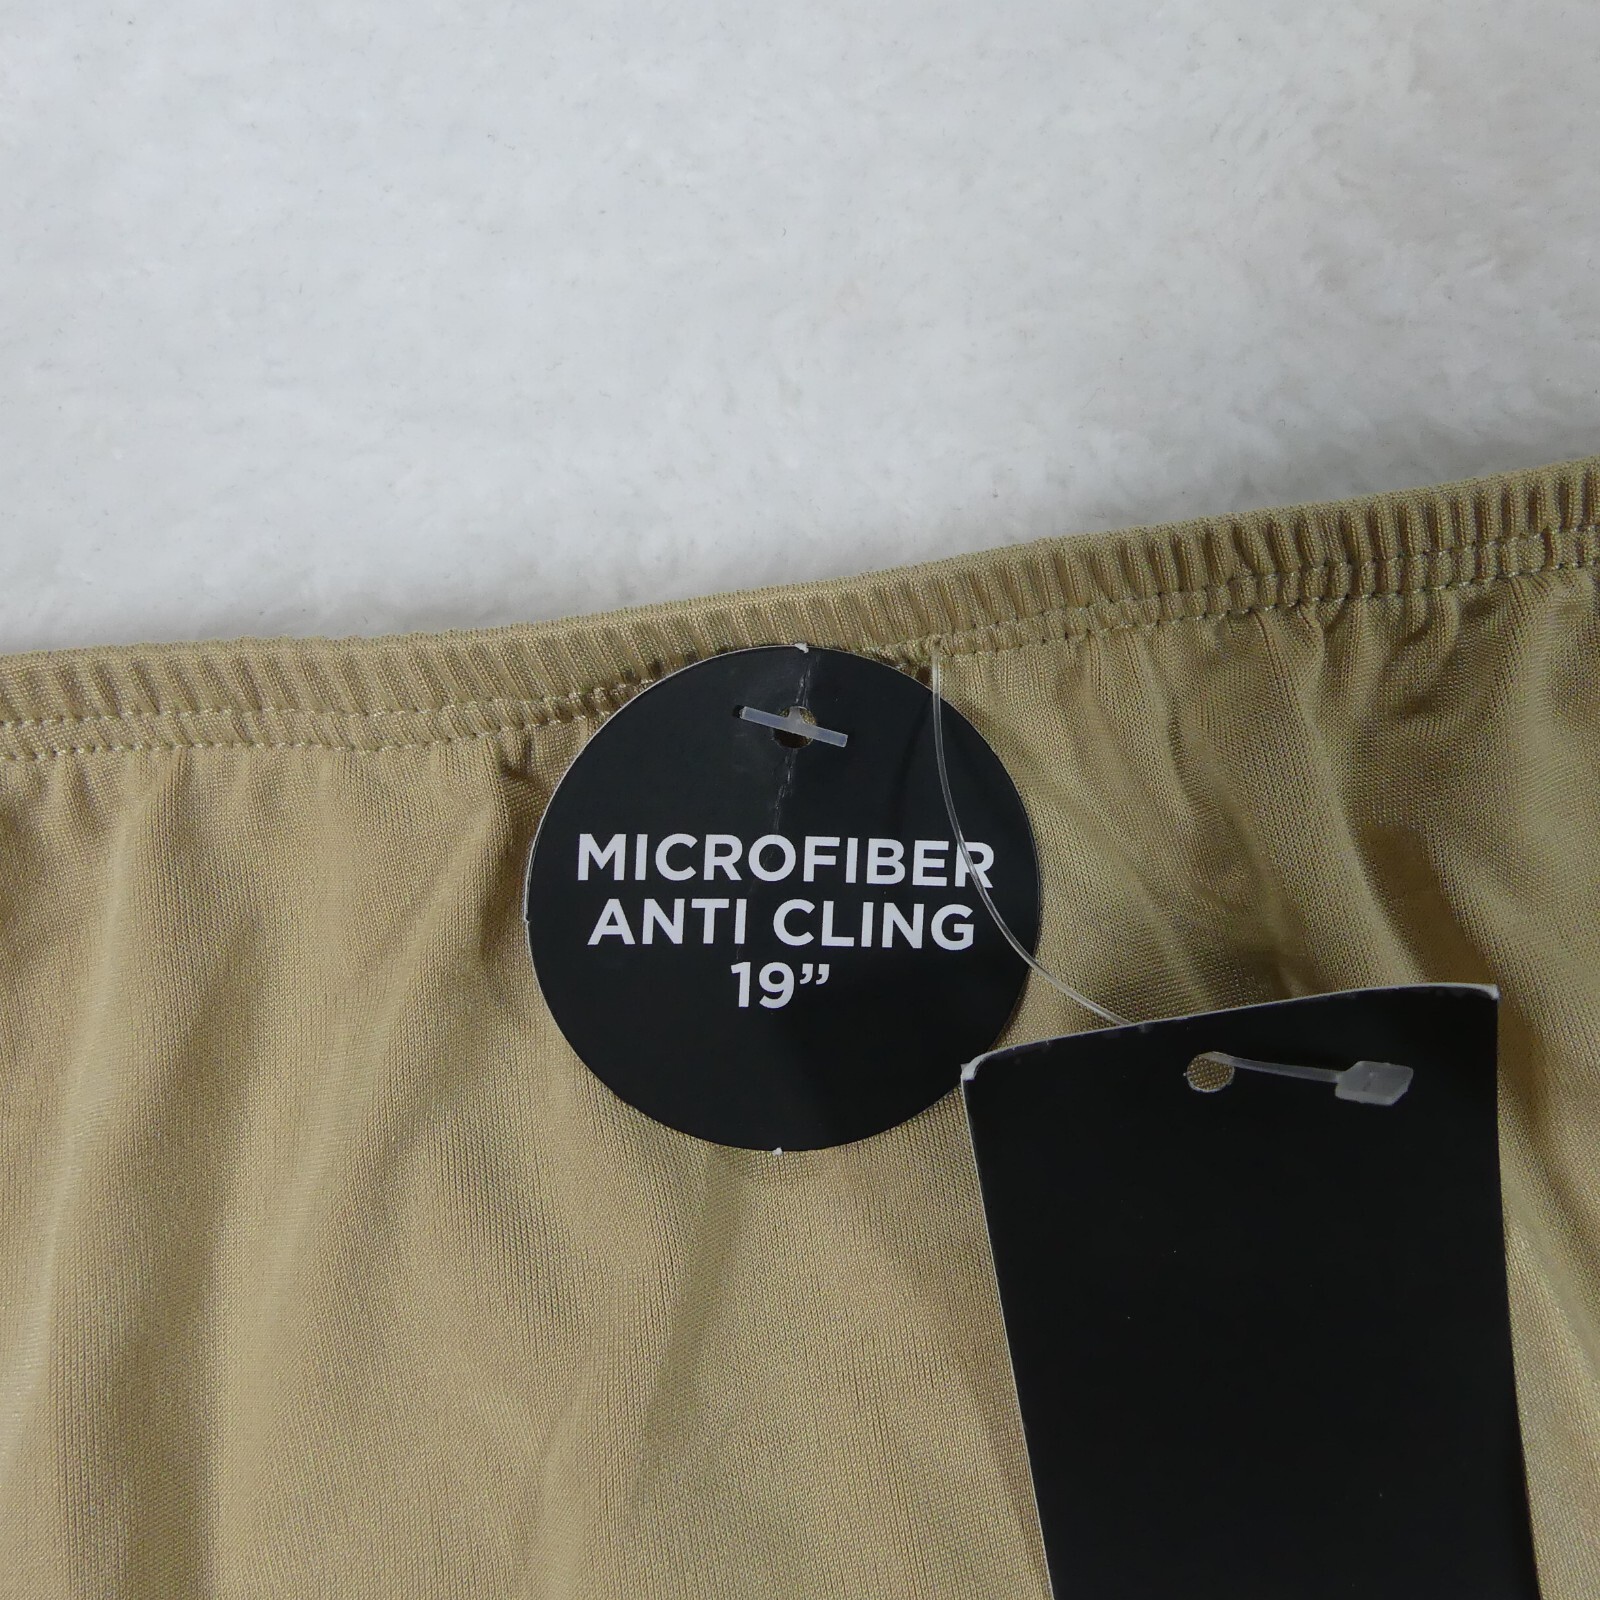 MICROFIBER
ANTI CLING
19”